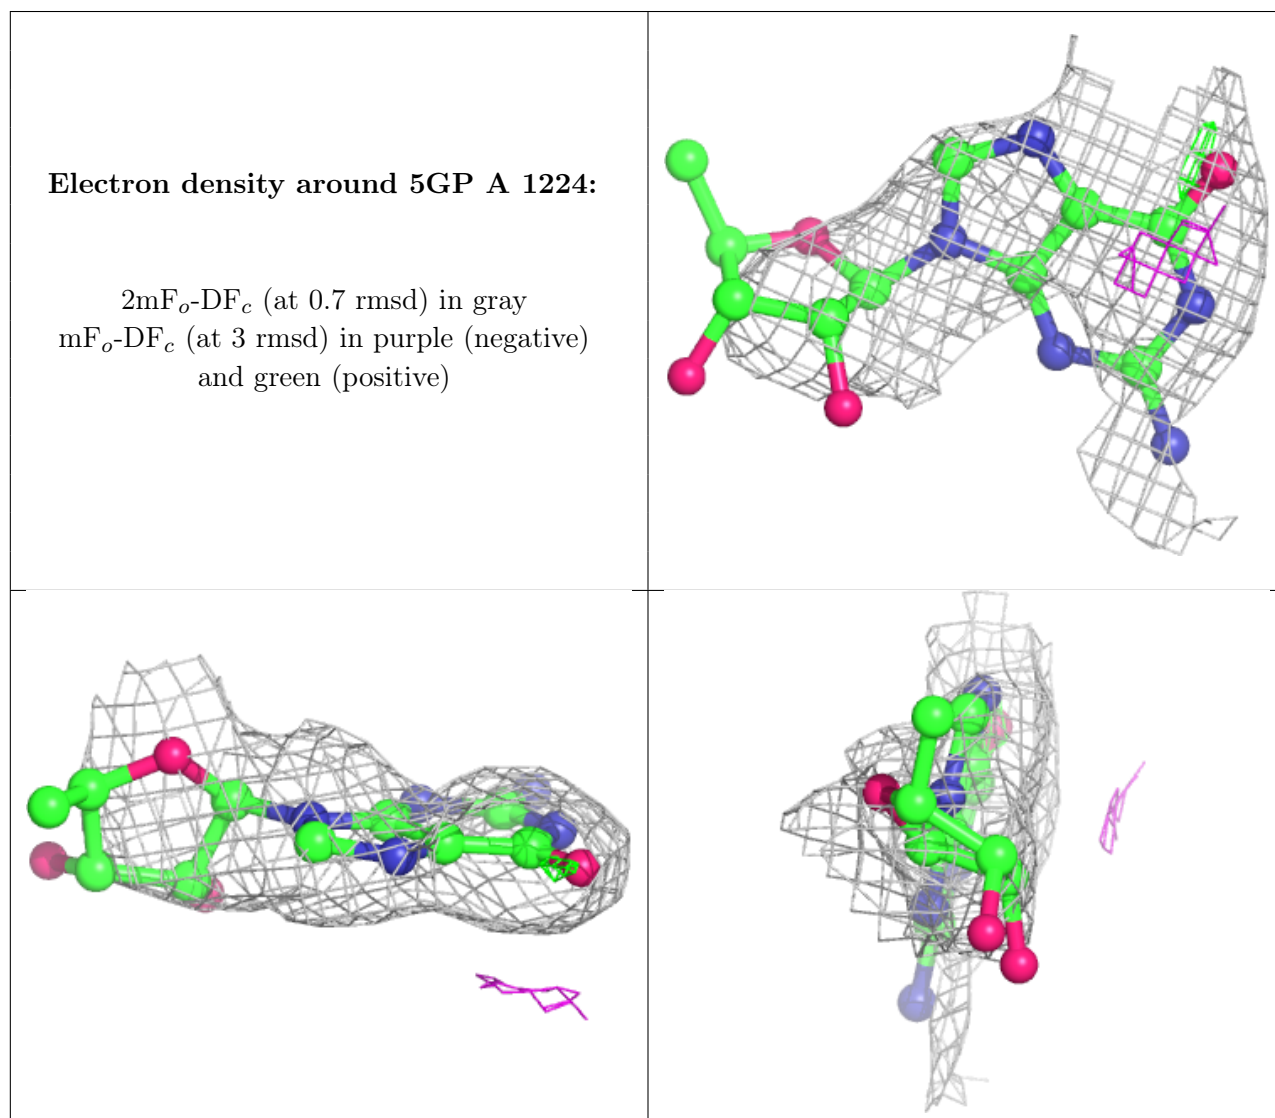 Electron density around 5GP A 1224:
2mFo-DFc (at 0.7 rmsd) in gray
mFo-DFc (at 3 rmsd) in purple (negative)
and green (positive)